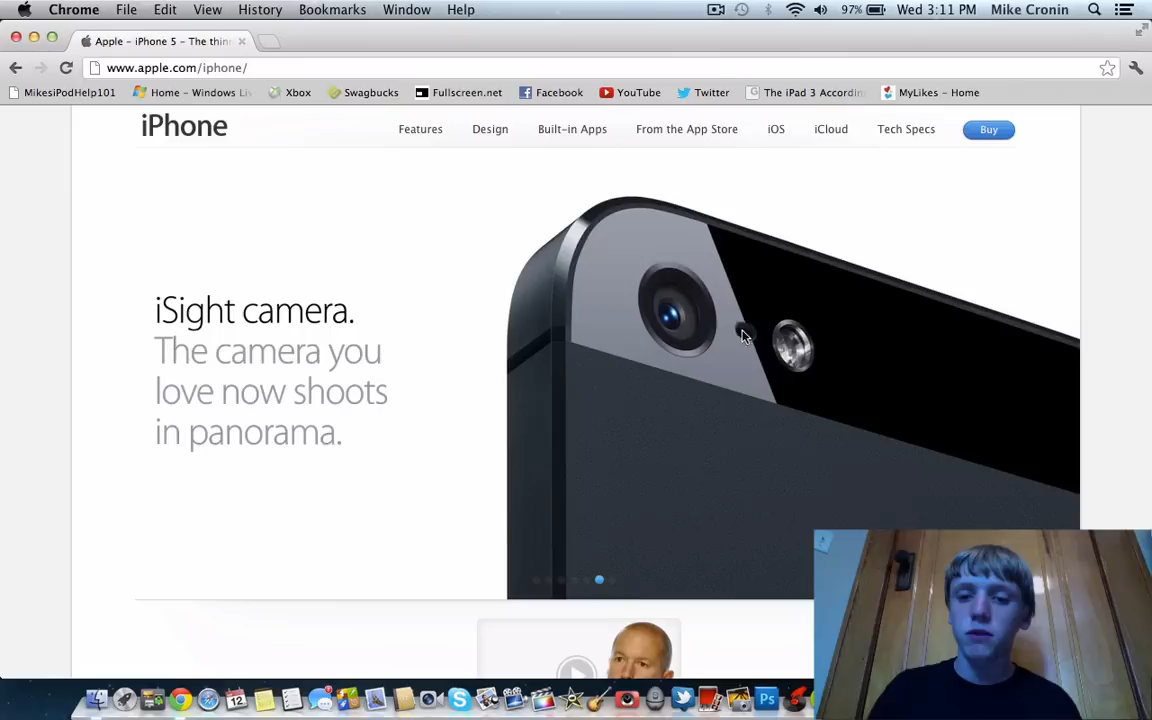 Chrome File Edit View History Bookmarks Window Help 97% Wed 3:11 PM Mike Cronin
Apple - iPhone 5 - The thin
www.apple.com/iphone/
MikesiPodHelp101 Home - Windows Li Xbox Swagbucks Fullscreen.net Facebook YouTube Twitter The iPad 3 Accordin MyLikes - Home
iPhone Features Design Built-in Apps From the App Store iOS iCloud Tech Specs Buy
iSight camera.
The camera you
love now shoots
in panorama.
12 Ps